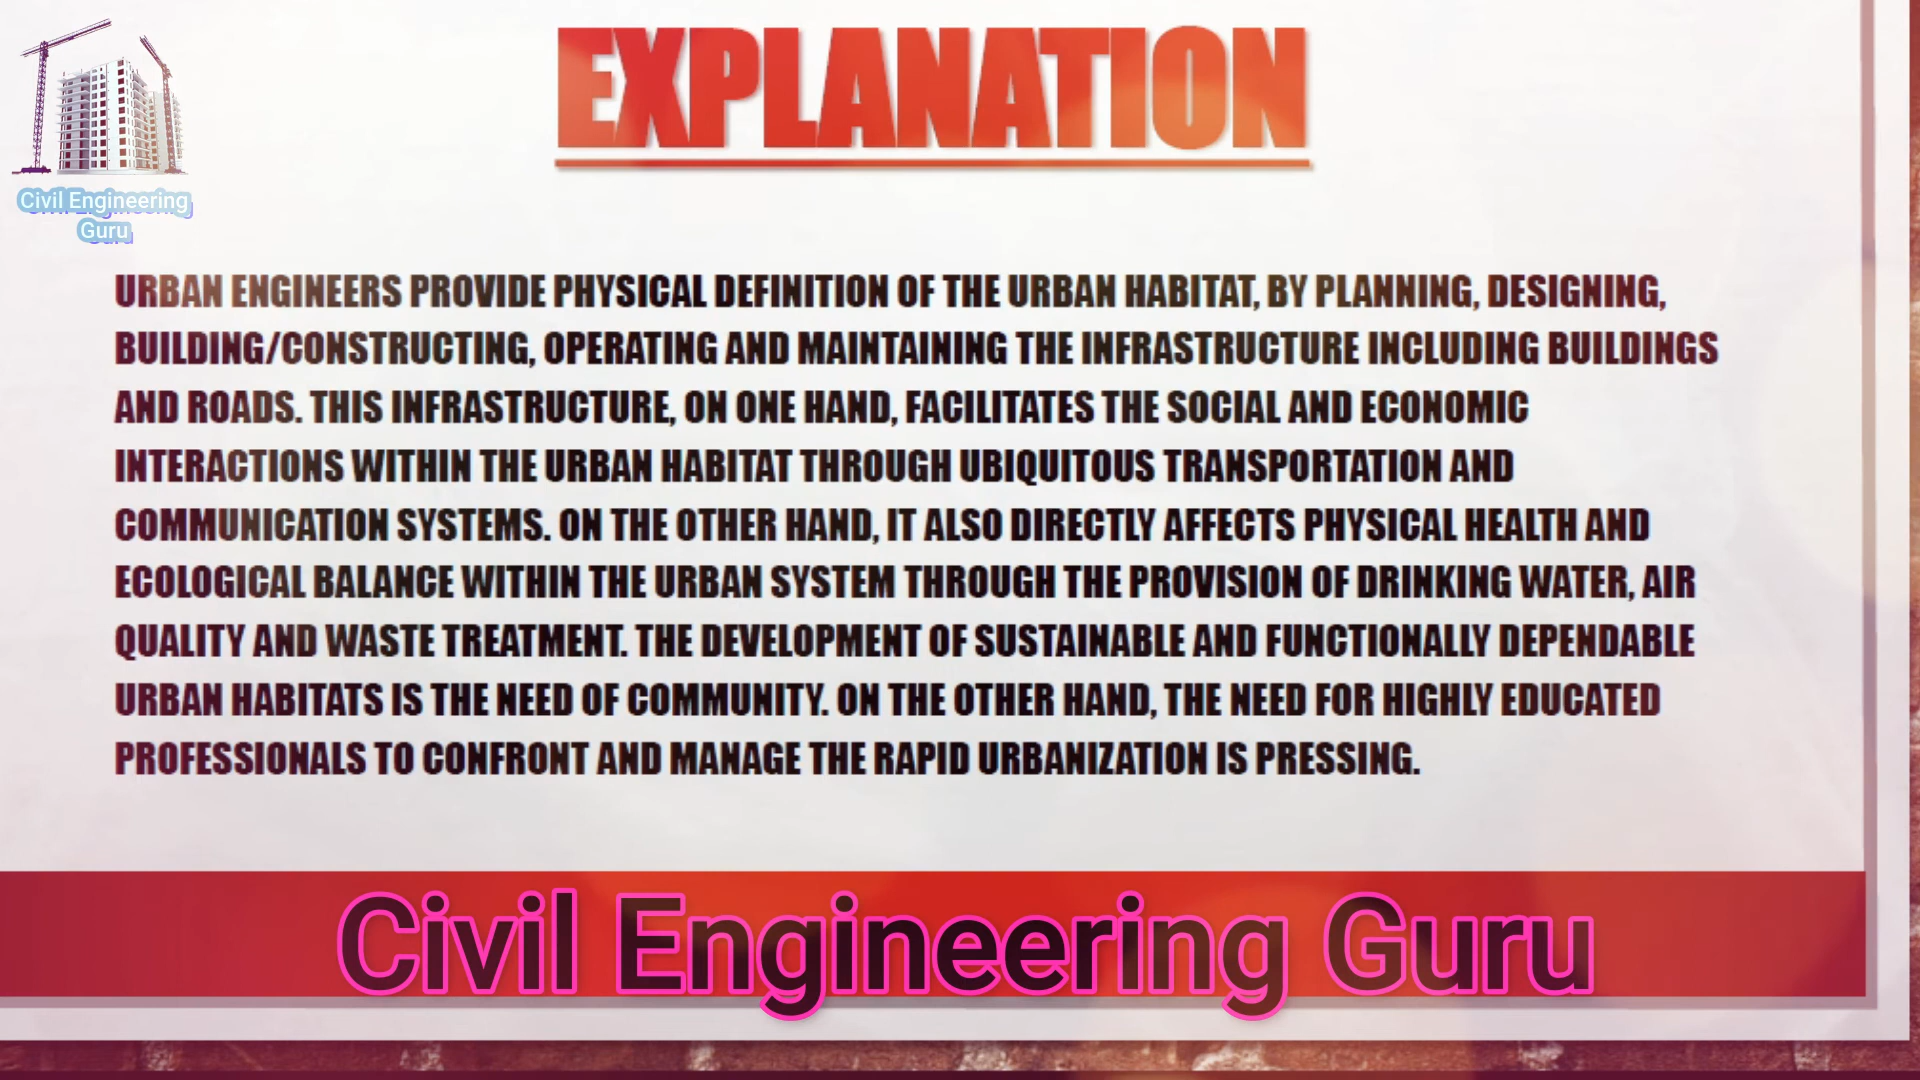 EXPLANATION
Civil Engineering
Guru
URBAN ENGINEERS PROVIDE PHYSICAL DEFINITION OF THE URBAN HABITAT, BY PLANNING, DESIGNING,
BUILDING/CONSTRUCTING, OPERATING AND MAINTAINING THE INFRASTRUCTURE INCLUDING BUILDINGS
AND ROADS. THIS INFRASTRUCTURE, ON ONE HAND, FACILITATES THE SOCIAL AND ECONOMIC
INTERACTIONS WITHIN THE URBAN HABITAT THROUGH UBIQUITOUS TRANSPORTATION AND
COMMUNICATION SYSTEMS. ON THE OTHER HAND, IT ALSO DIRECTLY AFFECTS PHYSICAL HEALTH AND
ECOLOGICAL BALANCE WITHIN THE URBAN SYSTEM THROUGH THE PROVISION OF DRINKING WATER, AIR
QUALITY AND WASTE TREATMENT. THE DEVELOPMENT OF SUSTAINABLE AND FUNCTIONALLY DEPENDABLE
URBAN HABITATS IS THE NEED OF COMMUNITY. ON THE OTHER HAND, THE NEED FOR HIGHLY EDUCATED
PROFESSIONALS TO CONFRONT AND MANAGE THE RAPID URBANIZATION IS PRESSING.
Civil Engineering Guru